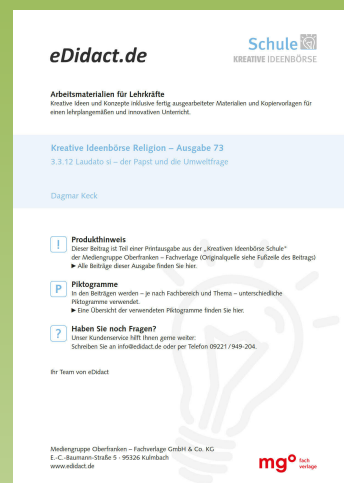 eDidact.de
Schule
KREATIVE IDEENBÖRSE
Arbeitsmaterialien für Lehrkräfte
Kreative Ideen und Konzepte inklusive fertig ausgearbeiteter Materialien und Kopiervorlagen für
einen lehrplangemäßen und innovativen Unterricht.
Kreative Ideenbörse Religion – Ausgabe 73
3.3.12 Laudato si – der Papst und die Umweltfrage
Dagmar Keck
!
Produkthinweis
Dieser Beitrag ist Teil einer Printausgabe aus der „Kreativen Ideenbörse Schule“
der Mediengruppe Oberfranken – Fachverlage (Originalquelle siehe Fußzeile des Beitrags)
▶ Alle Beiträge dieser Ausgabe finden Sie hier.
P
Piktogramme
In den Beiträgen werden – je nach Fachbereich und Thema – unterschiedliche
Piktogramme verwendet.
▶ Eine Übersicht der verwendeten Piktogramme finden Sie hier.
?
Haben Sie noch Fragen?
Unser Kundenservice hilft Ihnen gerne weiter:
Schreiben Sie an info@edidact.de oder per Telefon 09221/949-204.
Ihr Team von eDidact
Mediengruppe Oberfranken – Fachverlage GmbH & Co. KG
E.-C.-Baumann-Straße 5 · 95326 Kulmbach
www.edidact.de
mgo fach
verlage